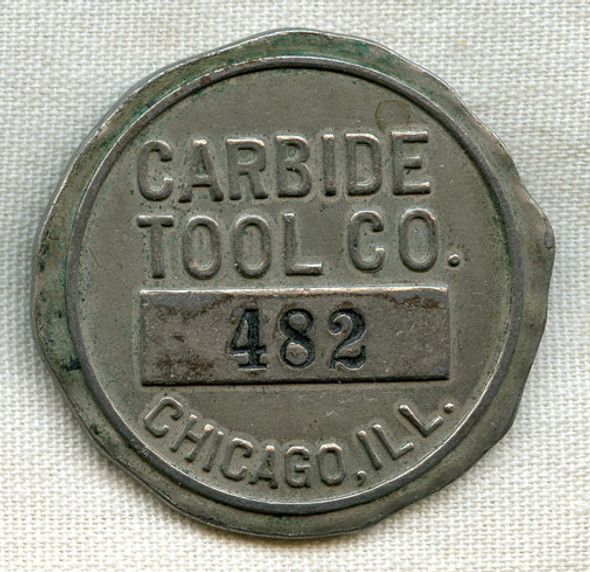 CARBIDE
TOOL CO.
482
CHICAGO, ILL.